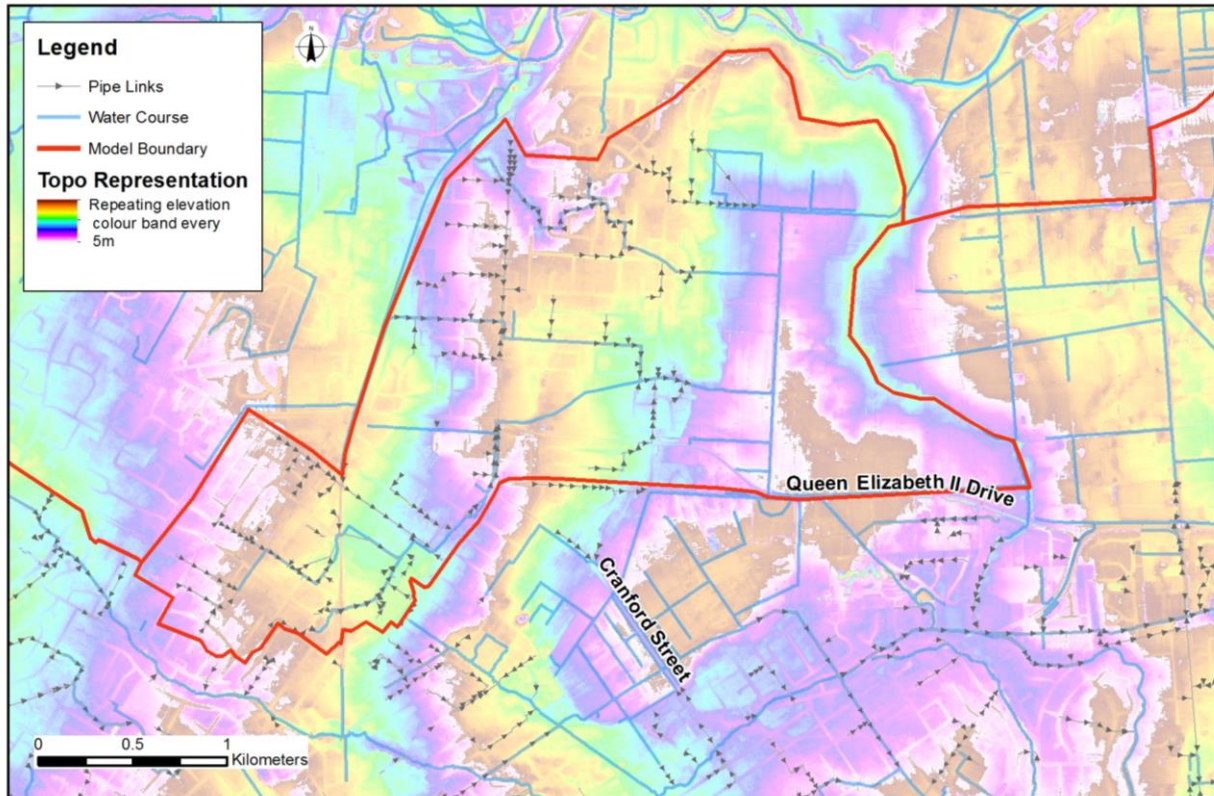 Legend
N
Pipe Links
Water Course
Model Boundary
Topo Representation
Repeating elevation
colour band every
5m
Queen Elizabeth II Drive
Cranford Street
0 0.5 1
Kilometers